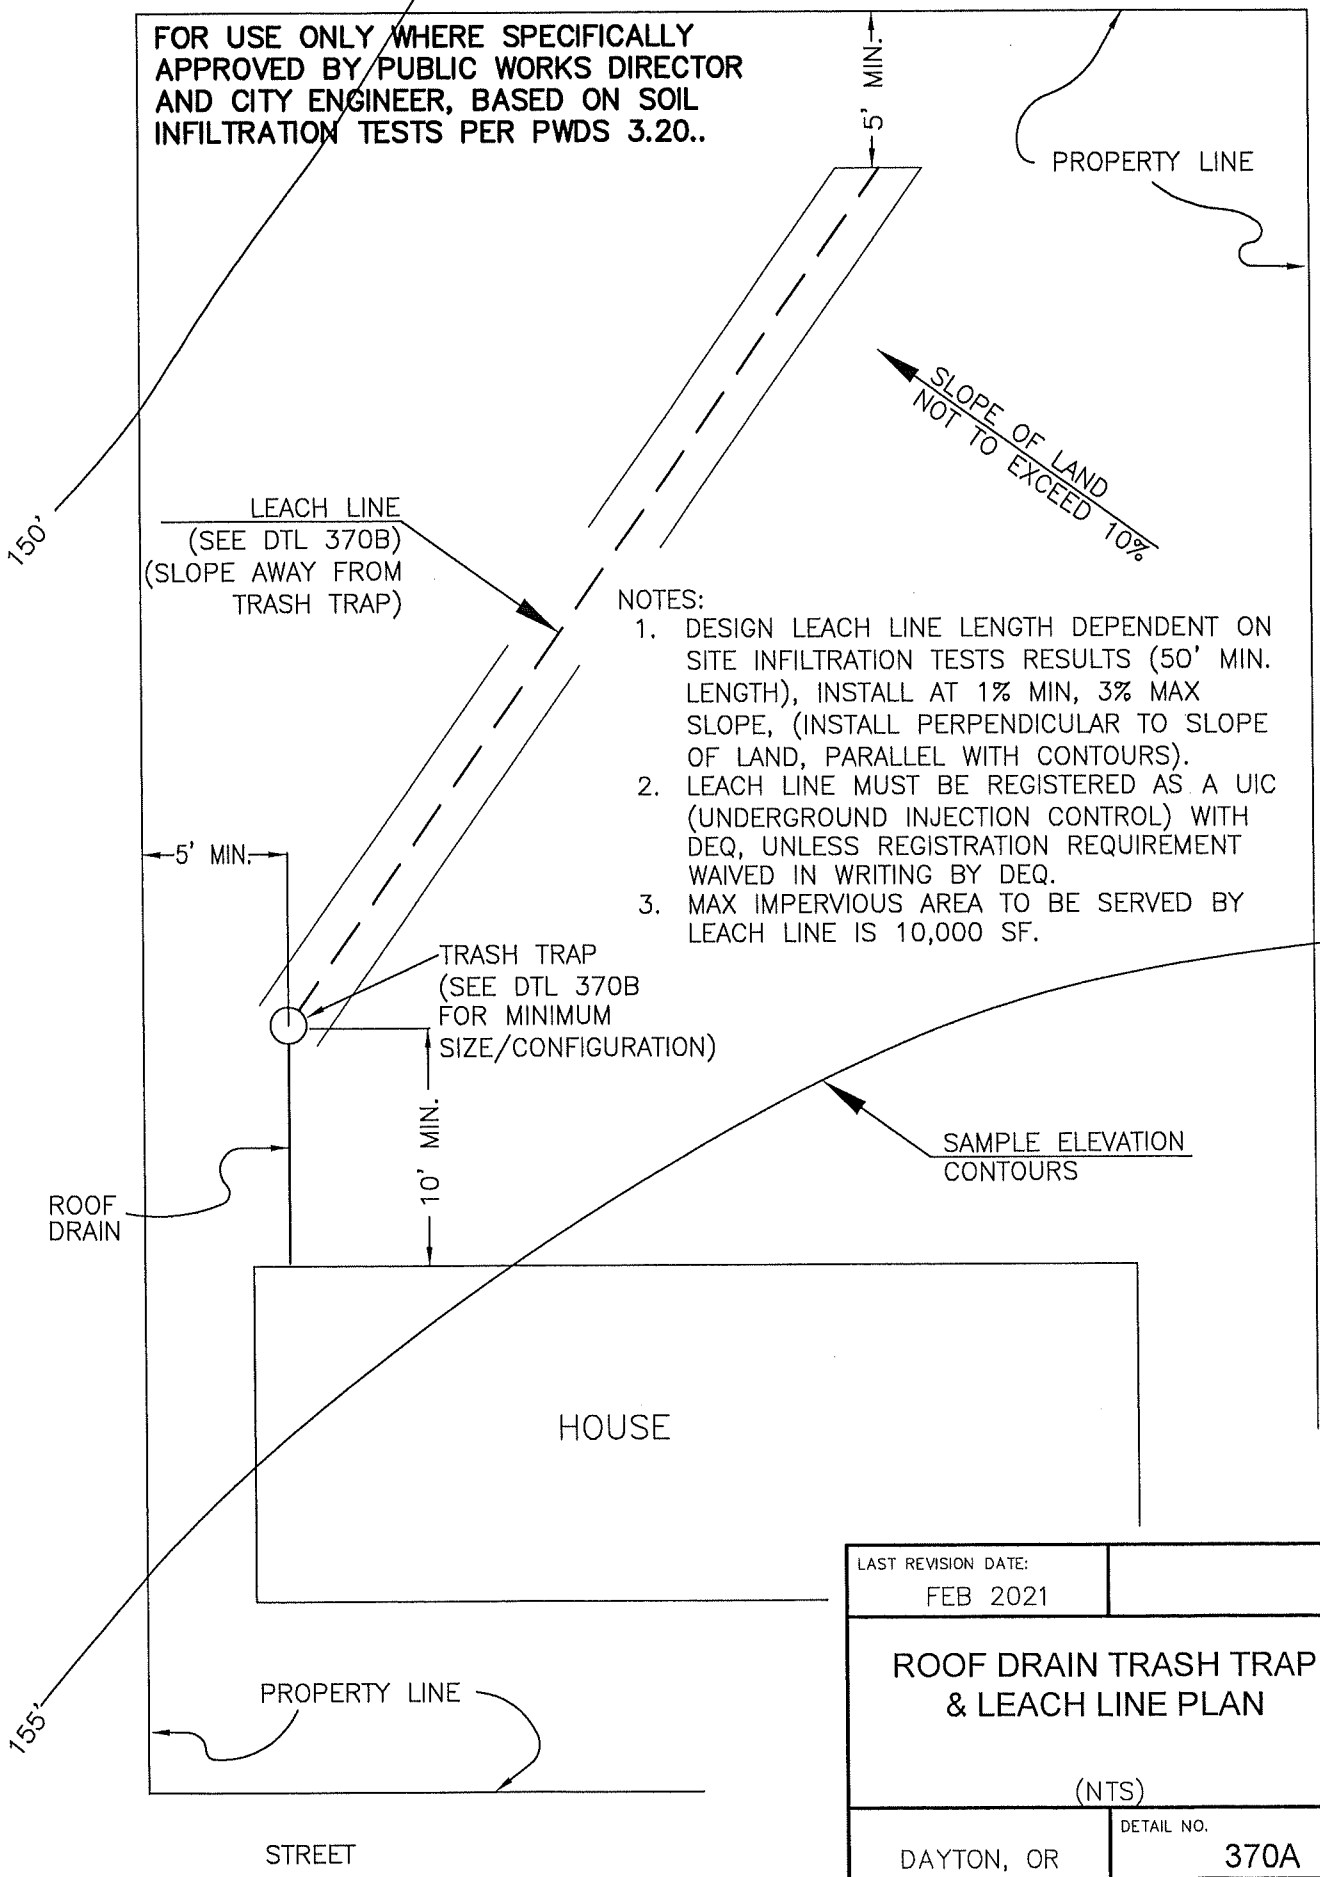 FOR USE ONLY WHERE SPECIFICALLY
APPROVED BY PUBLIC WORKS DIRECTOR
AND CITY ENGINEER, BASED ON SOIL
INFILTRATION TESTS PER PWDS 3.20..
5' MIN.
PROPERTY LINE
SLOPE OF LAND
NOT TO EXCEED 10%
150'
LEACH LINE
(SEE DTL 370B)
(SLOPE AWAY FROM
TRASH TRAP)
NOTES:
1. DESIGN LEACH LINE LENGTH DEPENDENT ON
SITE INFILTRATION TESTS RESULTS (50' MIN.
LENGTH), INSTALL AT 1% MIN, 3% MAX
SLOPE, (INSTALL PERPENDICULAR TO SLOPE
OF LAND, PARALLEL WITH CONTOURS).
2. LEACH LINE MUST BE REGISTERED AS A UIC
(UNDERGROUND INJECTION CONTROL) WITH
DEQ, UNLESS REGISTRATION REQUIREMENT
WAIVED IN WRITING BY DEQ.
3. MAX IMPERVIOUS AREA TO BE SERVED BY
LEACH LINE IS 10,000 SF.
5' MIN.
TRASH TRAP
(SEE DTL 370B
FOR MINIMUM
SIZE/CONFIGURATION)
10' MIN.
SAMPLE ELEVATION
CONTOURS
ROOF
DRAIN
HOUSE
155'
PROPERTY LINE
STREET
LAST REVISION DATE:
FEB 2021
ROOF DRAIN TRASH TRAP
& LEACH LINE PLAN
(NTS)
DAYTON, OR
DETAIL NO.
370A